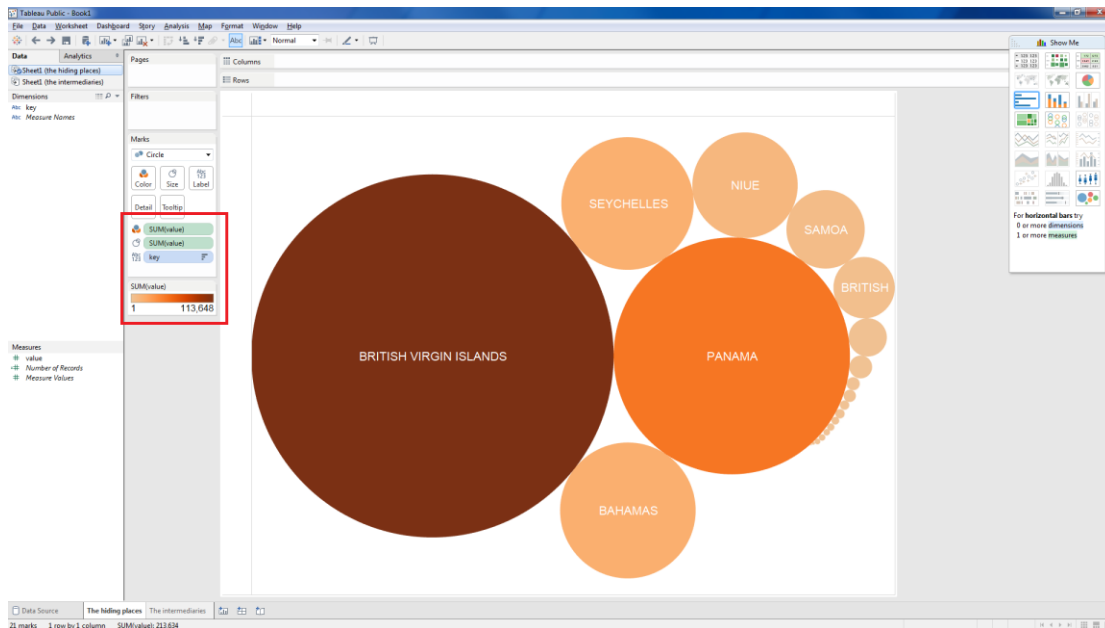 Tableau Public - Book1
File Data Worksheet Dashboard Story Analysis Map Format Window Help
Abc Normal
Data Analytics
Sheet1 (the hiding places)
Sheet1 (the intermediaries)
Dimensions
Abc key
Abc Measure Names
Measures
# value
=# Number of Records
# Measure Values
Pages
Filters
Marks
Circle
Color Size Label
Detail Tooltip
SUM(value)
SUM(value)
key
SUM(value)
1 113,648
Columns
Rows
BRITISH VIRGIN ISLANDS
SEYCHELLES
NIUE
SAMOA
BRITISH
PANAMA
BAHAMAS
Show Me
For horizontal bars try
0 or more dimensions
1 or more measures
Data Source The hiding places The intermediaries
21 marks 1 row by 1 column SUM(value): 213,634